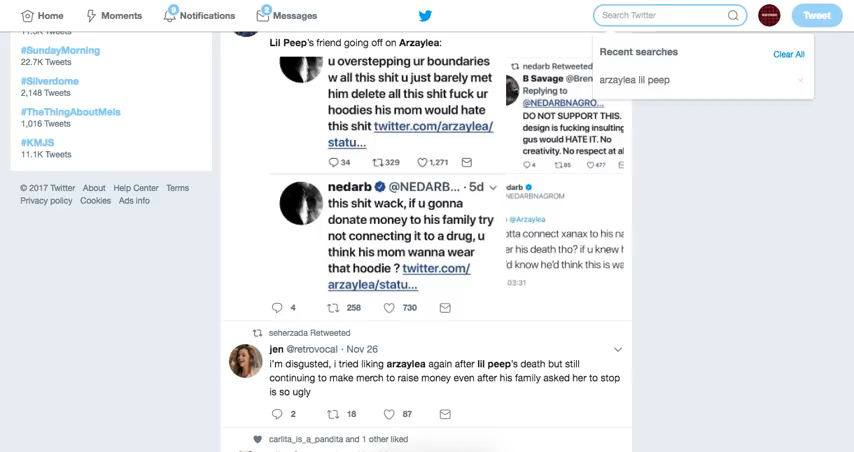 Home Moments Notifications Messages Search Twitter Tweet
8
Recent searches
Clear All
arzaylea lil peep
#SundayMorning
22.7K Tweets
#Silverdome
2,148 Tweets
#TheThingAboutMels
1,016 Tweets
#KMJS
11.1K Tweets
© 2017 Twitter About Help Center Terms
Privacy policy Cookies Ads info
Lil Peep's friend going off on Arzaylea:
u overstepping ur boundaries
w all this shit u just barely met
him delete all this shit fuck ur
hoodies his mom would hate
this shit twitter.com/arzaylea/
statu...
34 329 1,271
nedarb @NEDARB... · 5d
this shit wack, if u gonna
donate money to his family try
not connecting it to a drug, u
think his mom wanna wear
that hoodie ? twitter.com/
arzaylea/statu...
nedarb Retweeted
B Savage @Bren
Replying to
@NEDARBNAGRO...
DO NOT SUPPORT THIS.
design is fucking insulting
gus would HATE IT. No
creativity. No respect at al
4 85 477
darb
NEDARBNAGROM
@Arzaylea
otta connect xanax to his na
er his death tho? if u knew h
'd know he'd think this is wa
03:31
4 258 730
seherzada Retweeted
jen @retrovocal · Nov 26
i'm disgusted, i tried liking arzaylea again after lil peep's death but still
continuing to make merch to raise money even after his family asked her to stop
is so ugly
2 18 87
carlita_is_a_pandita and 1 other liked